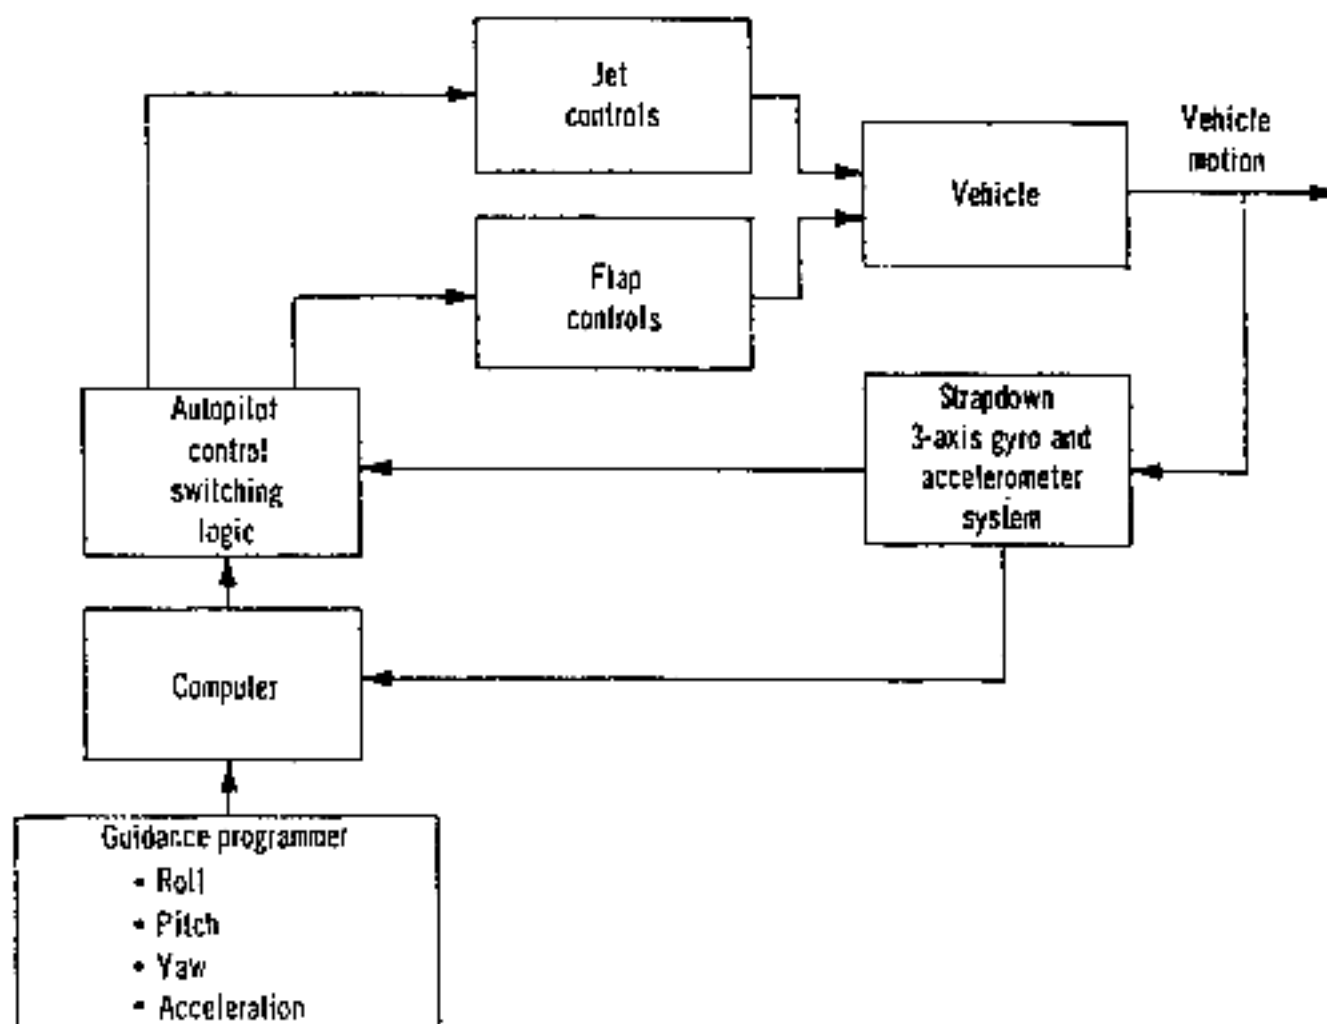 Jet
controls
Vehicle
motion
Vehicle
Flap
controls
Autopilot
control
switching
logic
Strapdown
3-axis gyro and
accelerometer
system
Computer
Guidance programmer
• Roll
• Pitch
• Yaw
• Acceleration